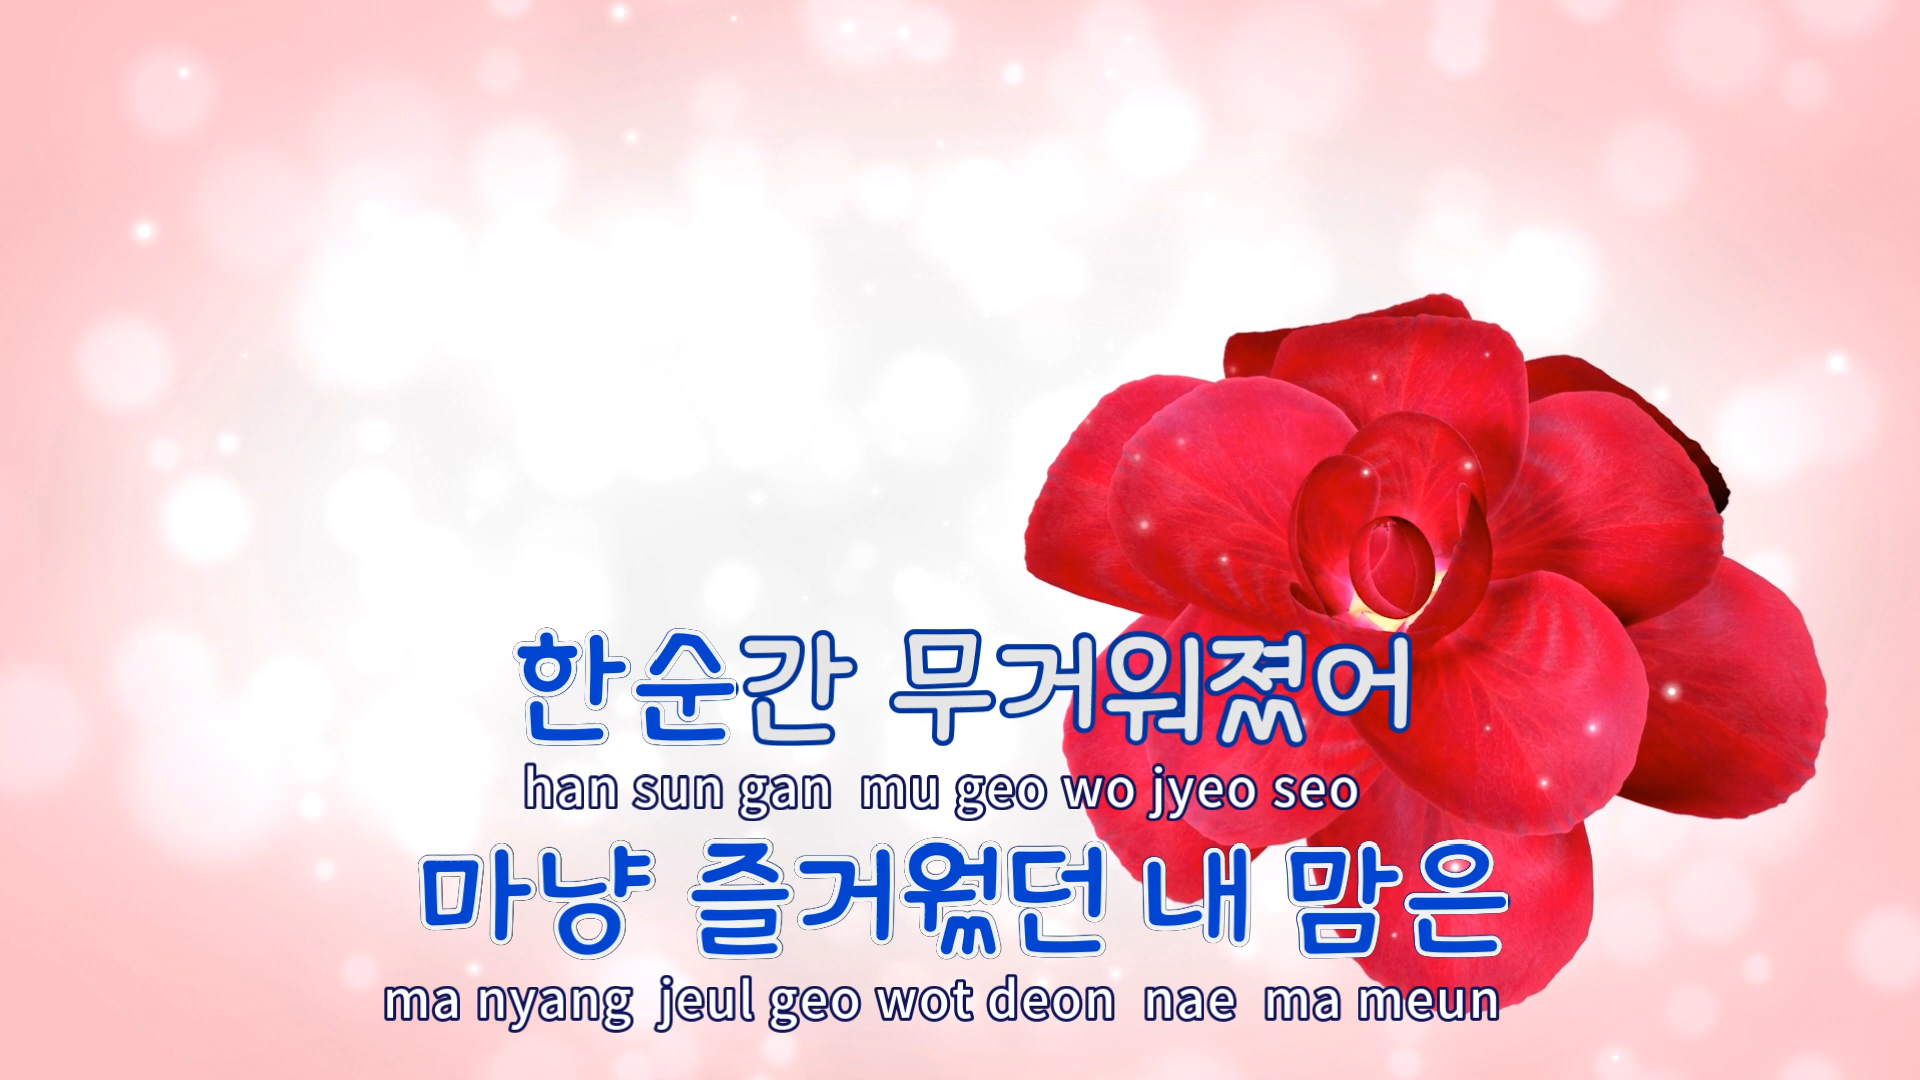 한순간 무거워졌어
han sun gan mu geo wo jyeo seo
마냥 즐거웠던 내 맘은
ma nyang jeul geo wot deon nae ma meun